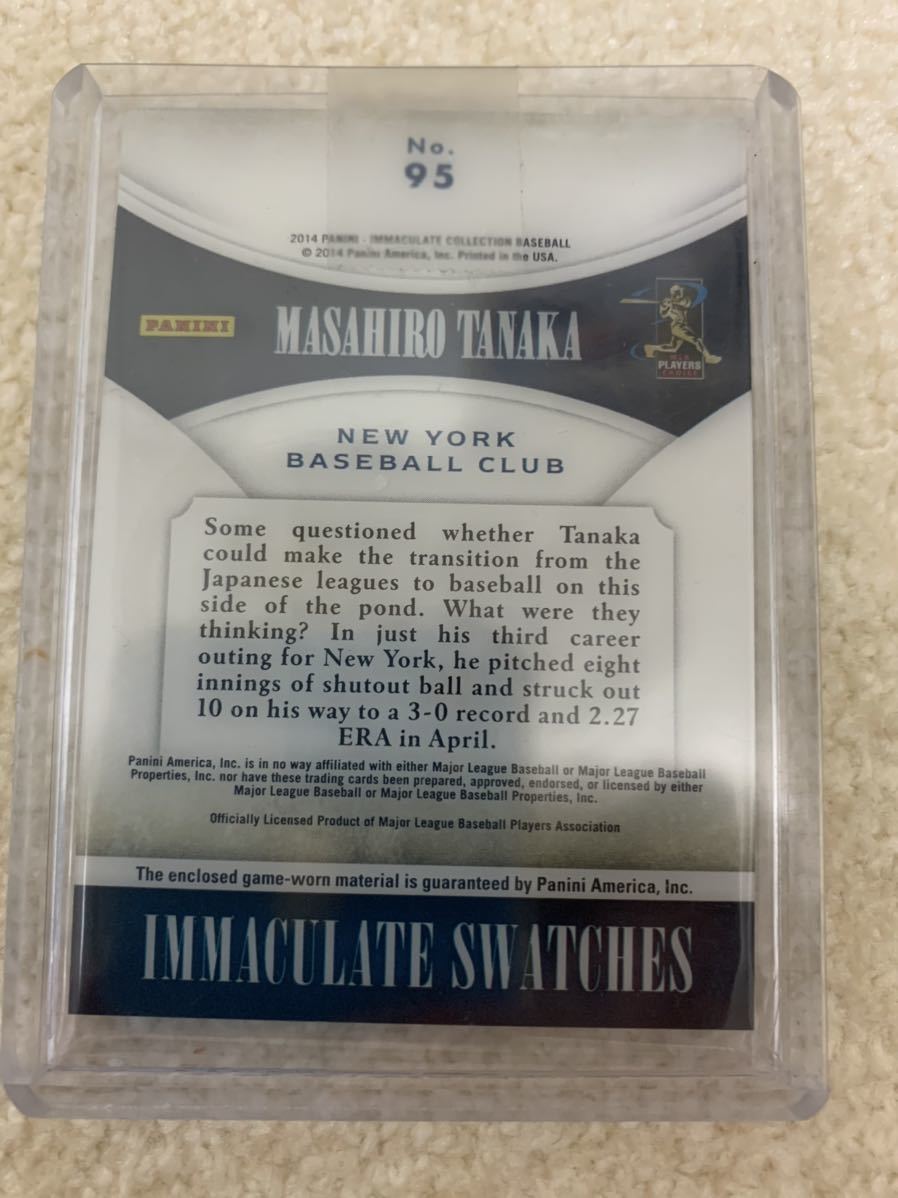 No.
95
2014 PANINI - IMMACULATE COLLECTION BASEBALL
© 2014 Panini America, Inc. Printed in the USA.
PANINI
MASAHIRO TANAKA
MLB
PLAYERS
CHOICE
NEW YORK
BASEBALL CLUB
Some questioned whether Tanaka
could make the transition from the
Japanese leagues to baseball on this
side of the pond. What were they
thinking? In just his third career
outing for New York, he pitched eight
innings of shutout ball and struck out
10 on his way to a 3-0 record and 2.27
ERA in April.
Panini America, Inc. is in no way affiliated with either Major League Baseball or Major League Baseball
Properties, Inc. nor have these trading cards been prepared, approved, endorsed, or licensed by either
Major League Baseball or Major League Baseball Properties, Inc.
Officially Licensed Product of Major League Baseball Players Association
The enclosed game-worn material is guaranteed by Panini America, Inc.
IMMACULATE SWATCHES